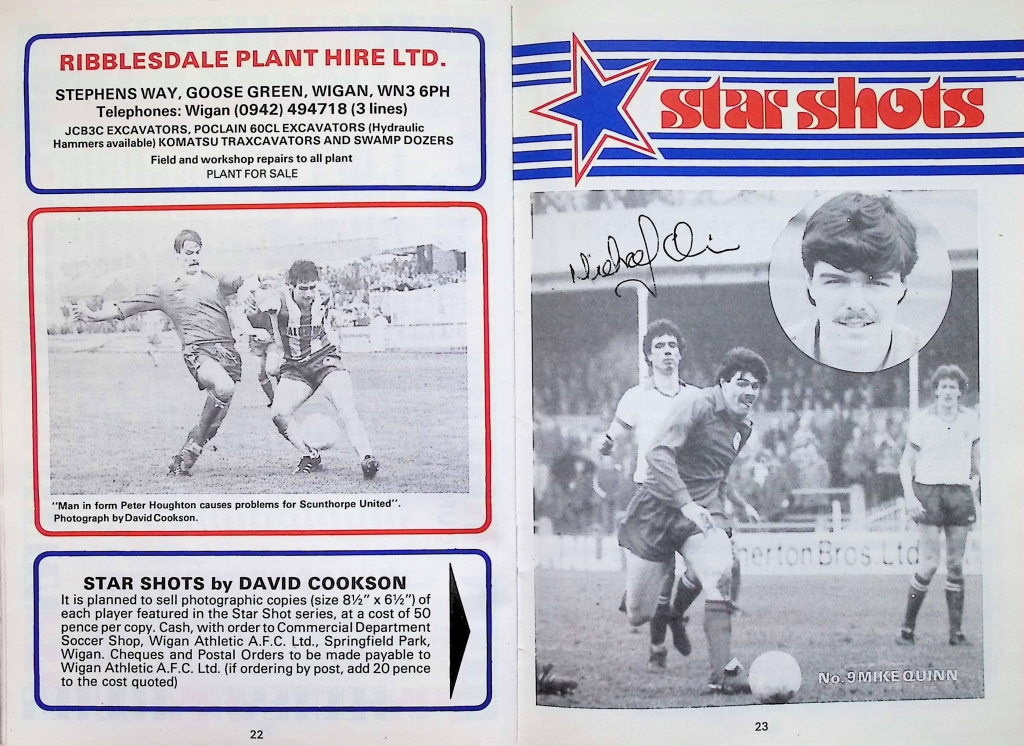 RIBBLESDALE PLANT HIRE LTD.
STEPHENS WAY, GOOSE GREEN, WIGAN, WN3 6PH
Telephones: Wigan (0942) 494718 (3 lines)
JCB3C EXCAVATORS, POCLAIN 60CL EXCAVATORS (Hydraulic
Hammers available) KOMATSU TRAXCAVATORS AND SWAMP DOZERS
Field and workshop repairs to all plant
PLANT FOR SALE
"Man in form Peter Houghton causes problems for Scunthorpe United".
Photograph by David Cookson.
STAR SHOTS by DAVID COOKSON
It is planned to sell photographic copies (size 8½" x 6½") of
each player featured in the Star Shot series, at a cost of 50
pence per copy. Cash, with order to Commercial Department
Soccer Shop, Wigan Athletic A.F.C. Ltd., Springfield Park,
Wigan. Cheques and Postal Orders to be made payable to
Wigan Athletic A.F.C. Ltd. (if ordering by post, add 20 pence
to the cost quoted)
22
star shots
Michael Quinn
erton Bros. Ltd
No. 9 MIKE QUINN
23